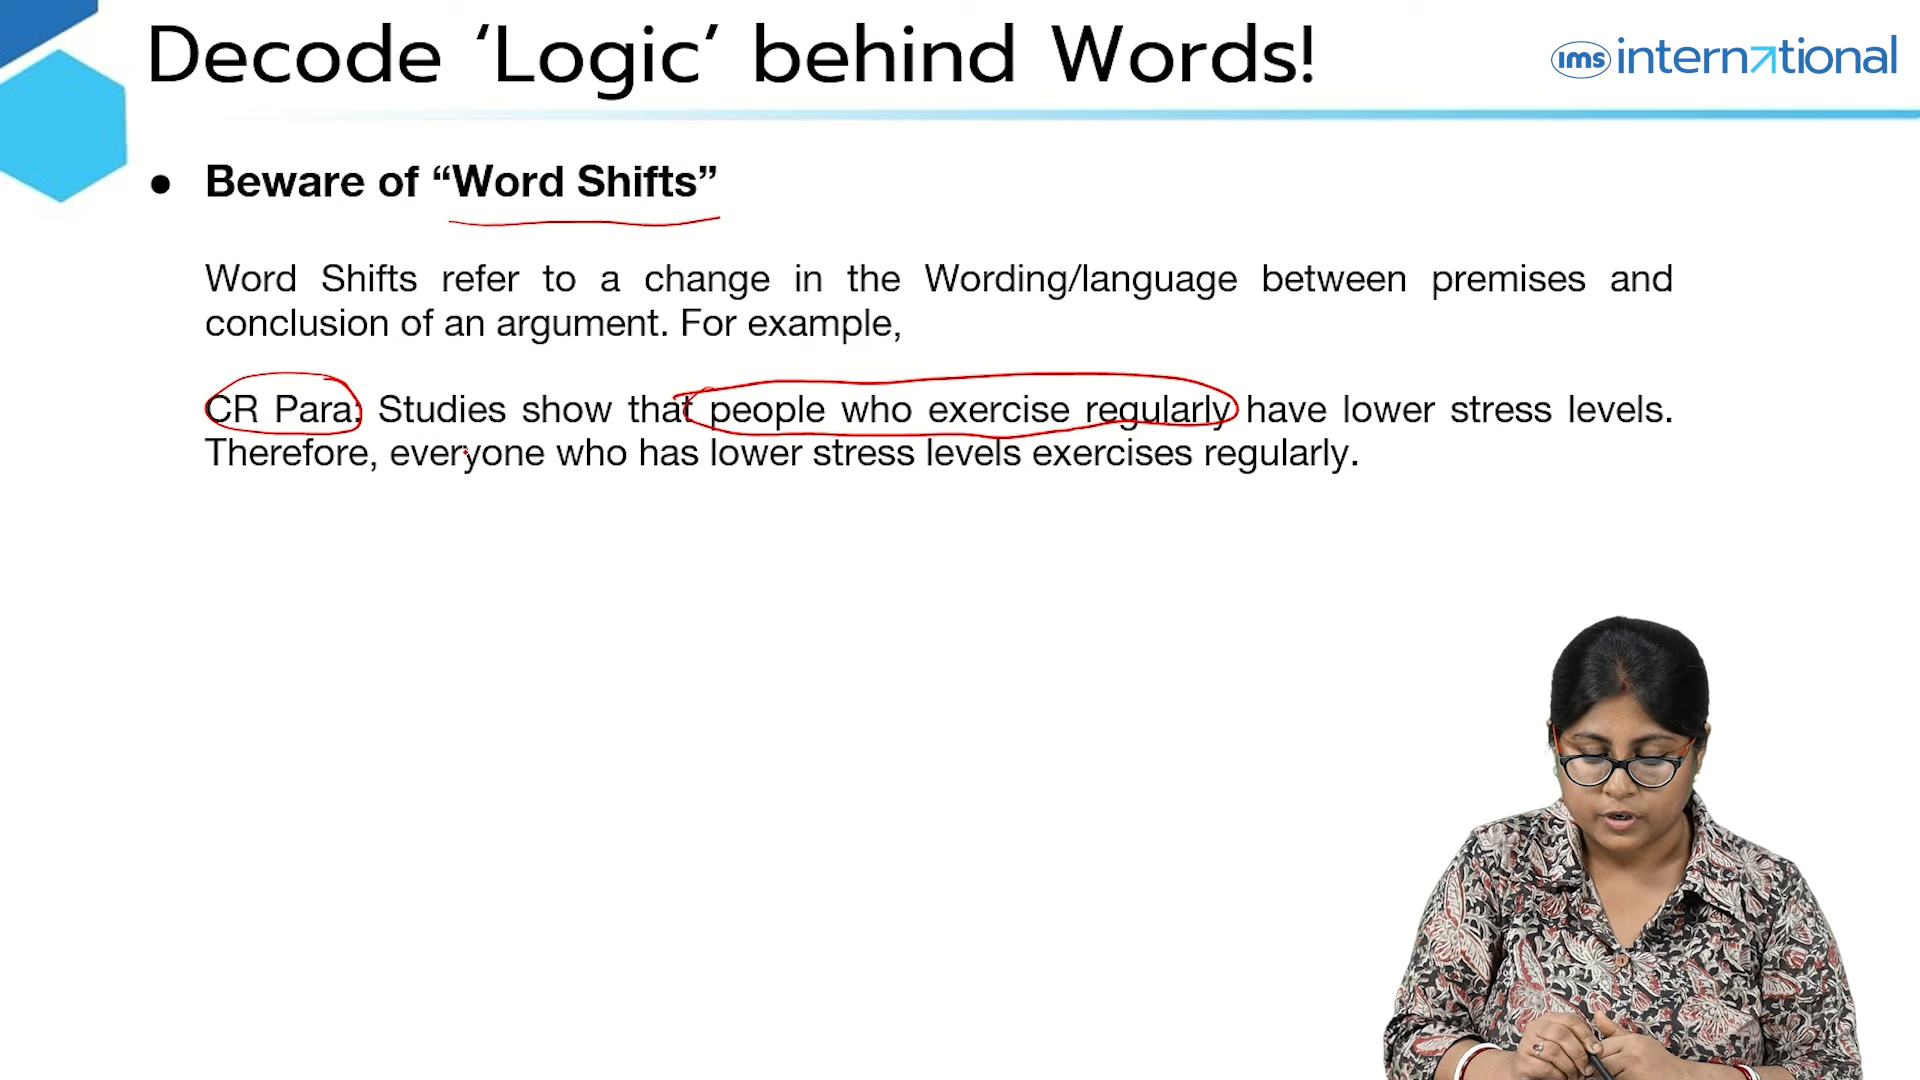 Decode ‘Logic’ behind Words!
ims international
● Beware of “Word Shifts”
Word Shifts refer to a change in the Wording/language between premises and
conclusion of an argument. For example,
CR Para: Studies show that people who exercise regularly have lower stress levels.
Therefore, everyone who has lower stress levels exercises regularly.